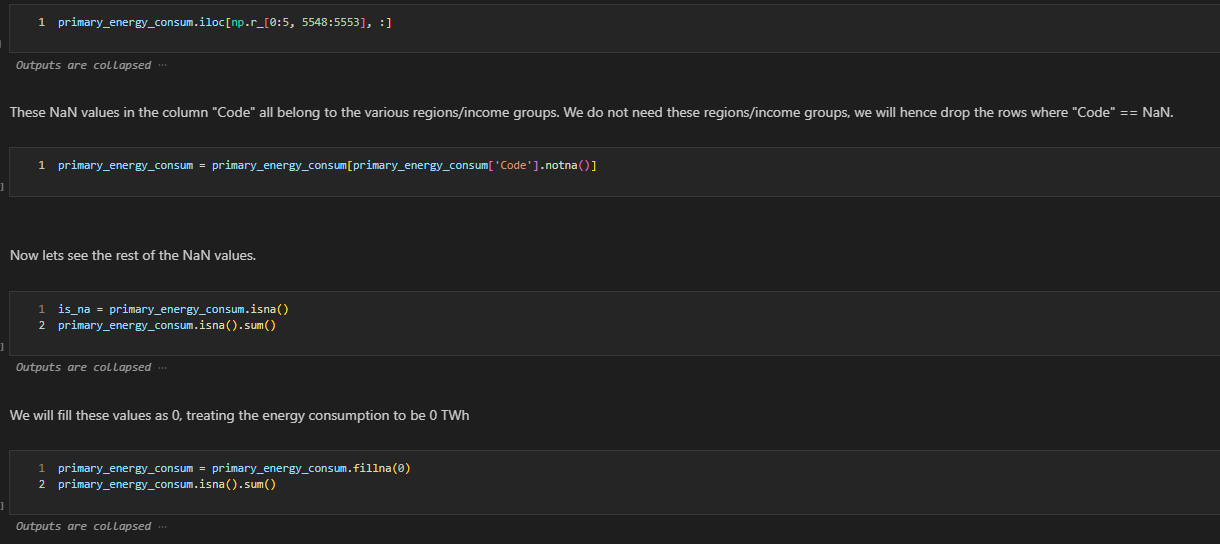 1 primary_energy_consum.iloc[np.r_[0:5, 5548:5553], :]
Outputs are collapsed ...
These NaN values in the column "Code" all belong to the various regions/income groups. We do not need these regions/income groups, we will hence drop the rows where "Code" == NaN.
1 primary_energy_consum = primary_energy_consum[primary_energy_consum['Code'].notna()]
]
Now lets see the rest of the NaN values.
1 is_na = primary_energy_consum.isna()
2 primary_energy_consum.isna().sum()
]
Outputs are collapsed ...
We will fill these values as 0, treating the energy consumption to be 0 TWh
1 primary_energy_consum = primary_energy_consum.fillna(0)
2 primary_energy_consum.isna().sum()
]
Outputs are collapsed ...